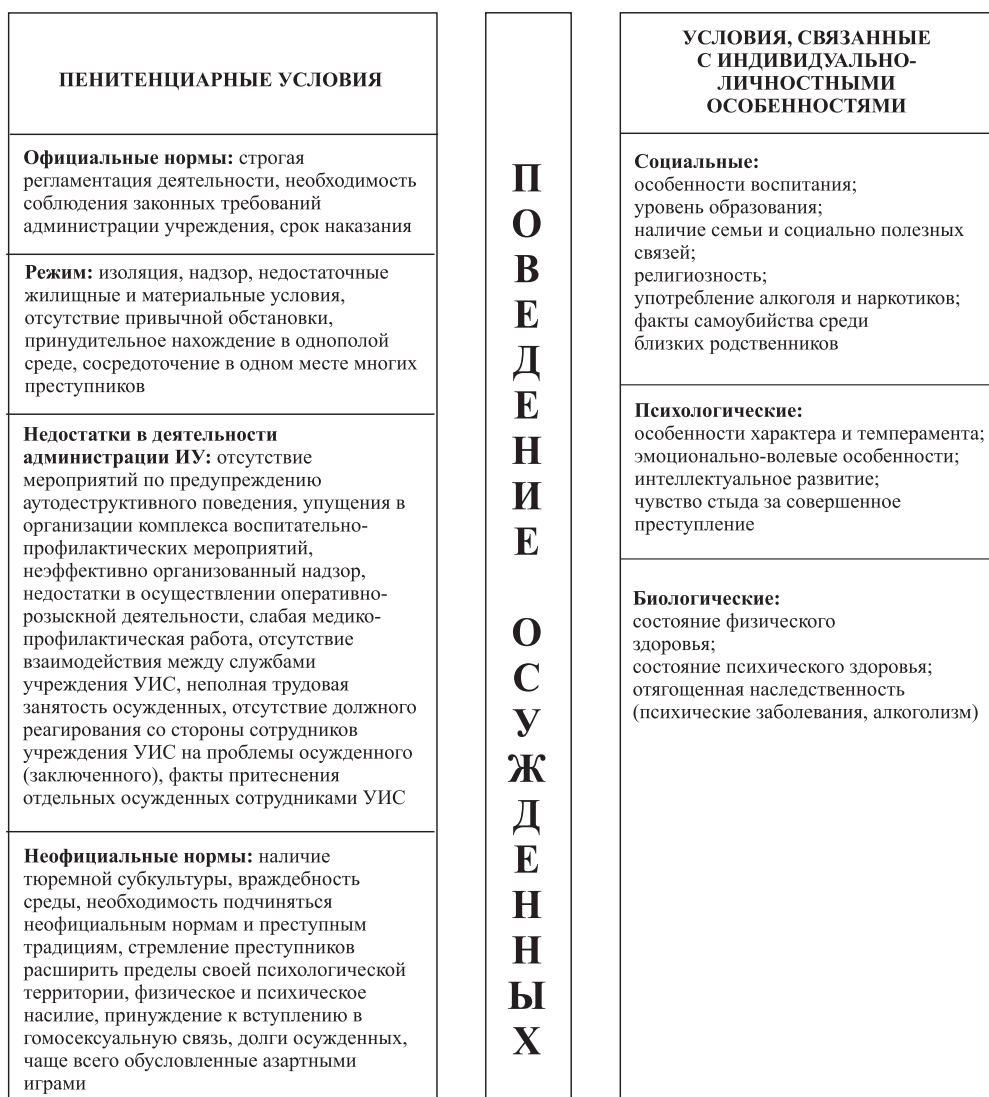 ПЕНИТЕНЦИАРНЫЕ УСЛОВИЯ
Официальные нормы: строгая
регламентация деятельности, необходимость
соблюдения законных требований
администрации учреждения, срок наказания
Режим: изоляция, надзор, недостаточные
жилищные и материальные условия,
отсутствие привычной обстановки,
принудительное нахождение в однополой
среде, сосредоточение в одном месте многих
преступников
Недостатки в деятельности
администрации ИУ: отсутствие
мероприятий по предупреждению
аутодеструктивного поведения, упущения в
организации комплекса воспитательно-
профилактических мероприятий,
неэффективно организованный надзор,
недостатки в осуществлении оперативно-
розыскной деятельности, слабая медико-
профилактическая работа, отсутствие
взаимодействия между службами
учреждения УИС, неполная трудовая
занятость осужденных, отсутствие должного
реагирования со стороны сотрудников
учреждения УИС на проблемы осужденного
(заключенного), факты притеснения
отдельных осужденных сотрудниками УИС
Неофициальные нормы: наличие
тюремной субкультуры, враждебность
среды, необходимость подчиняться
неофициальным нормам и преступным
традициям, стремление преступников
расширить пределы своей психологической
территории, физическое и психическое
насилие, принуждение к вступлению в
гомосексуальную связь, долги осужденных,
чаще всего обусловленные азартными
играми
ПОВЕДЕНИЕ ОСУЖДЕННЫХ
УСЛОВИЯ, СВЯЗАННЫЕ
С ИНДИВИДУАЛЬНО-
ЛИЧНОСТНЫМИ
ОСОБЕННОСТЯМИ
Социальные:
особенности воспитания;
уровень образования;
наличие семьи и социально полезных
связей;
религиозность;
употребление алкоголя и наркотиков;
факты самоубийства среди
близких родственников
Психологические:
особенности характера и темперамента;
эмоционально-волевые особенности;
интеллектуальное развитие;
чувство стыда за совершенное
преступление
Биологические:
состояние физического
здоровья;
состояние психического здоровья;
отягощенная наследственность
(психические заболевания, алкоголизм)